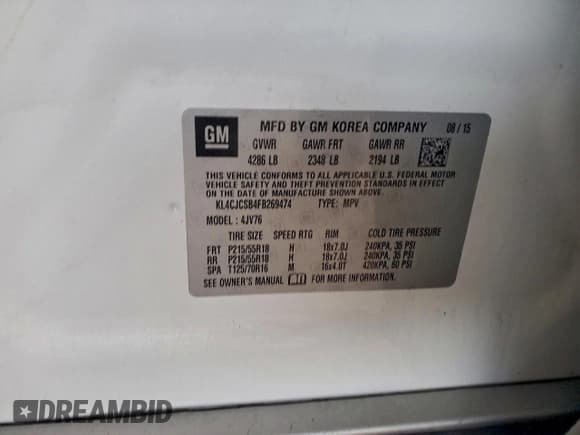 GM
MFD BY GM KOREA COMPANY 08/15
GVWR GAWR FRT GAWR RR
4286 LB 2348 LB 2194 LB
THIS VEHICLE CONFORMS TO ALL APPLICABLE U.S. FEDERAL MOTOR
VEHICLE SAFETY, BUMPER, AND THEFT PREVENTION STANDARDS IN EFFECT
ON THE DATE OF MANUFACTURE SHOWN ABOVE.
KL4CJCSB4FB269474 TYPE: MPV
MODEL : 4JV76
TIRE SIZE SPEED RTG RIM COLD TIRE PRESSURE
FRT P215/55R18 H 18x7.0J 240KPA, 35 PSI
RR P215/55R18 H 18x7.0J 240KPA, 35 PSI
SPA T125/70R16 M 16x4.0T 420KPA, 60 PSI
SEE OWNER'S MANUAL FOR MORE INFORMATION.
DREAMBID